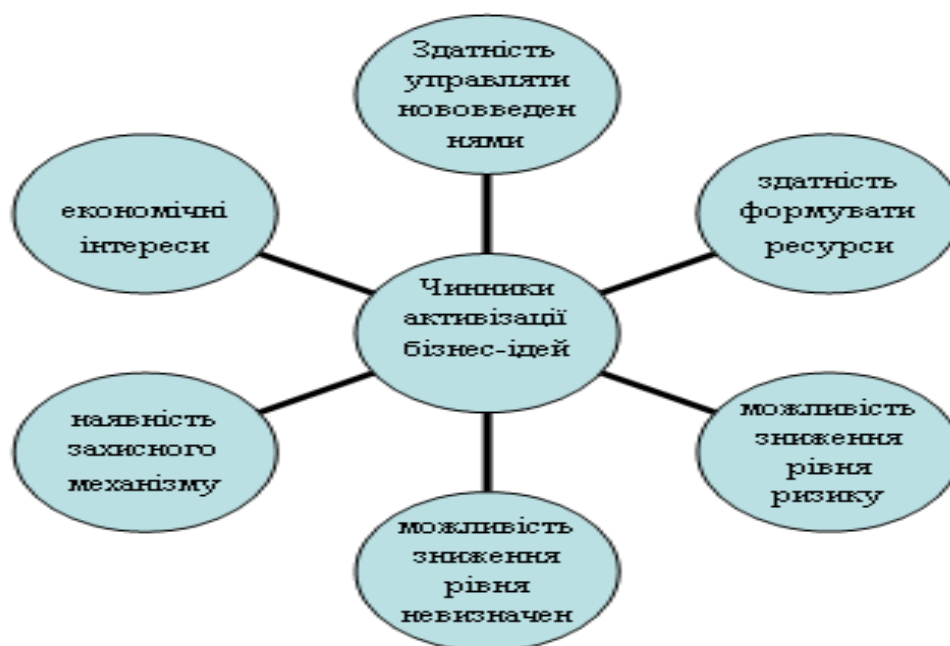 Здатність
управляти
нововведен
нями
здатність
формувати
ресурси
можливість
зниження
рівня
ризику
можливість
зниження
рівня
невизначен
наявність
захисного
механізму
економічні
інтереси
Чинники
активізації
бізнес-ідей